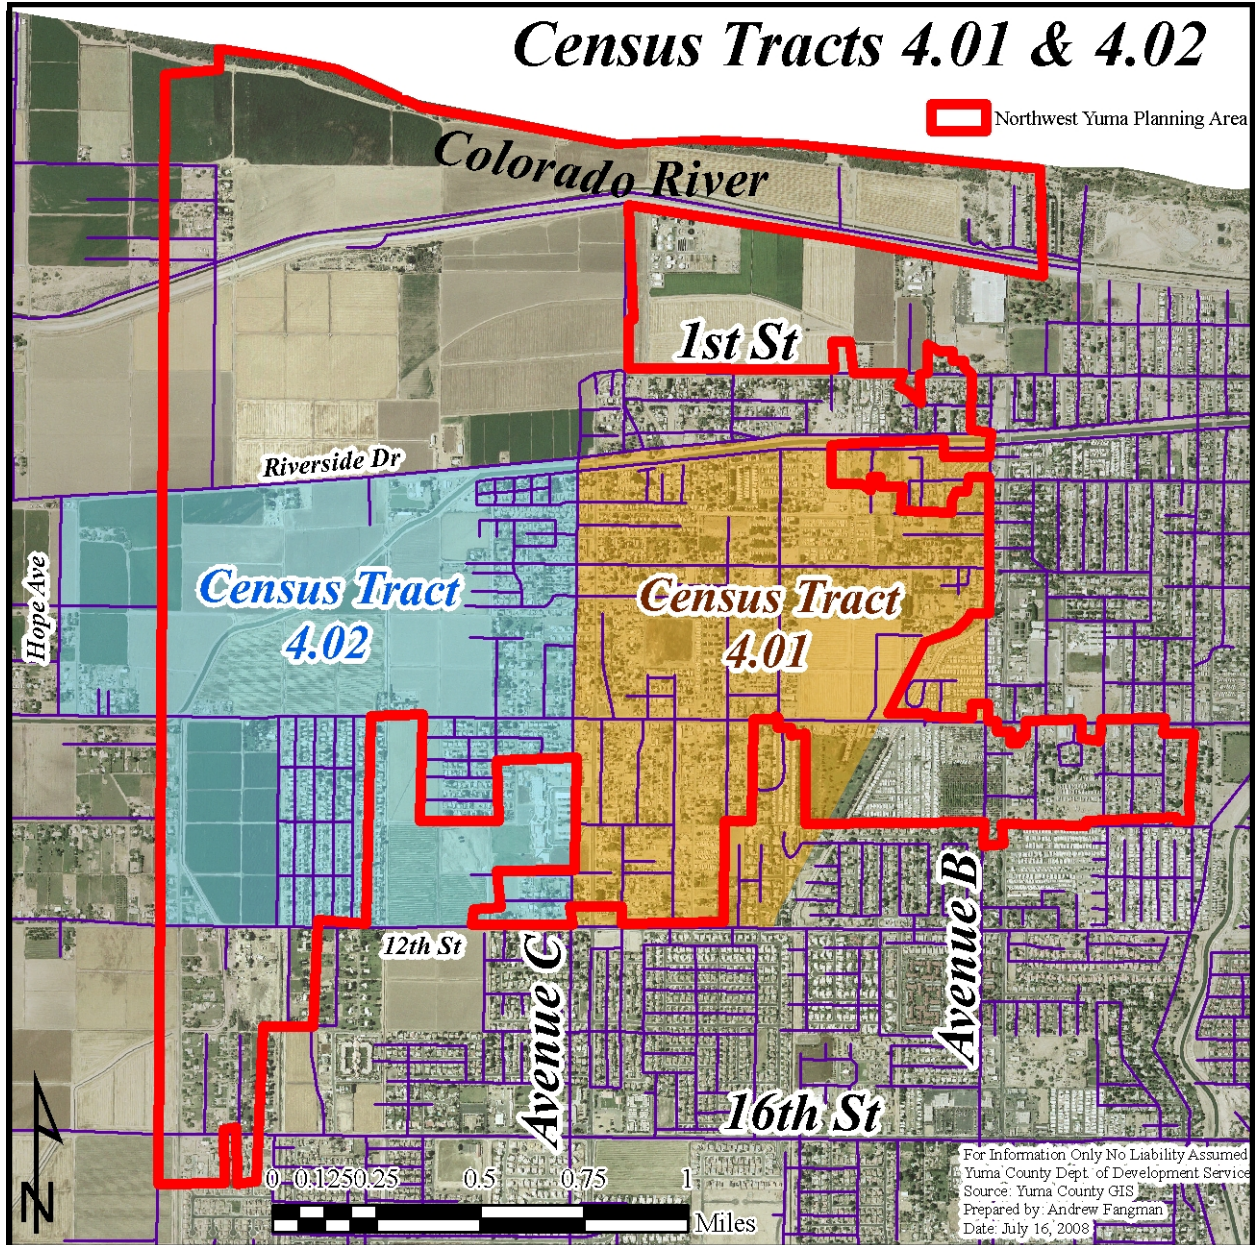 Census Tracts 4.01 & 4.02
Northwest Yuma Planning Area
Colorado River
1st St
Riverside Dr
Hope Ave
Census Tract
4.02
Census Tract
4.01
12th St
Avenue C
Avenue B
16th St
N
0 0.125 0.25 0.5 0.75 1
Miles
For Information Only No Liability Assumed
Yuma County Dept. of Development Service
Source: Yuma County GIS
Prepared by: Andrew Fangman
Date: July 16, 2008